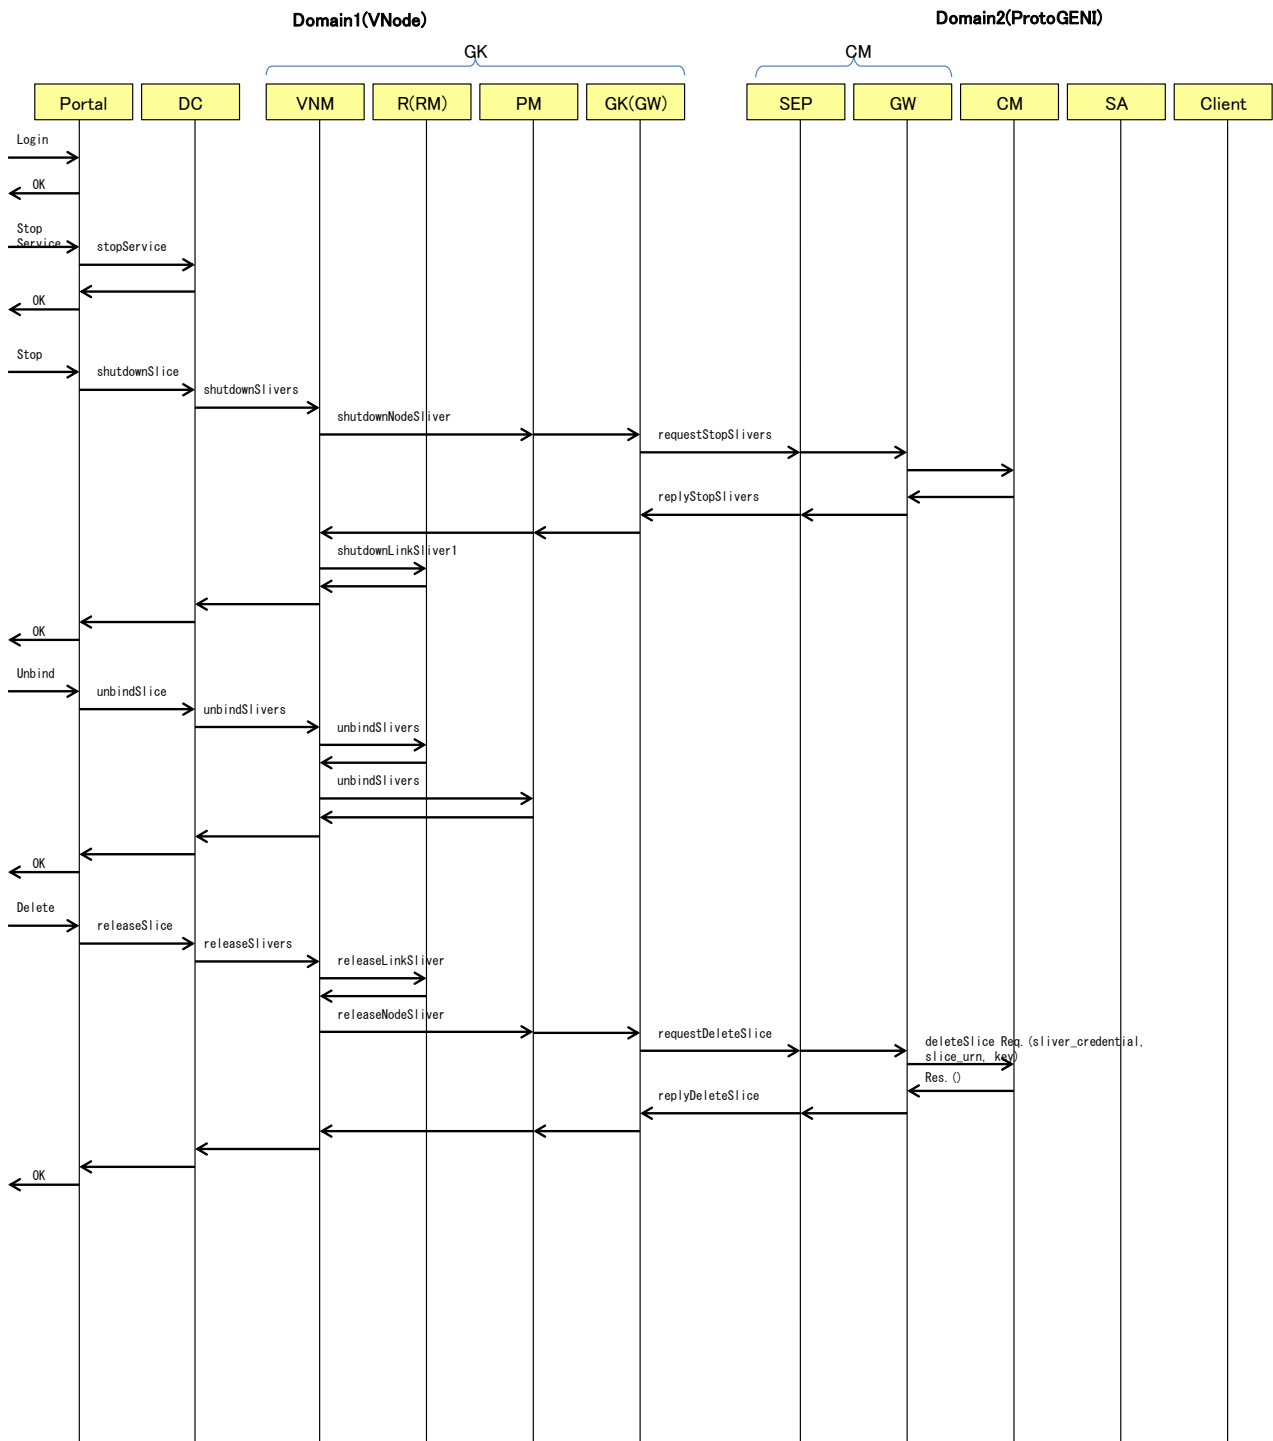 Domain1(VNode)
Domain2(ProtoGENI)
GK
CM
Portal
DC
VNM
R(RM)
PM
GK(GW)
SEP
GW
CM
SA
Client
Login
OK
Stop
Service
stopService
OK
Stop
shutdownSlice
shutdownSlivers
shutdownNodeSliver
requestStopSlivers
replyStopSlivers
shutdownLinkSliver1
OK
Unbind
unbindSlice
unbindSlivers
unbindSlivers
unbindSlivers
OK
Delete
releaseSlice
releaseSlivers
releaseLinkSliver
releaseNodeSliver
requestDeleteSlice
deleteSlice Req.(sliver_credential,
slice_urn, key)
Res.()
replyDeleteSlice
OK